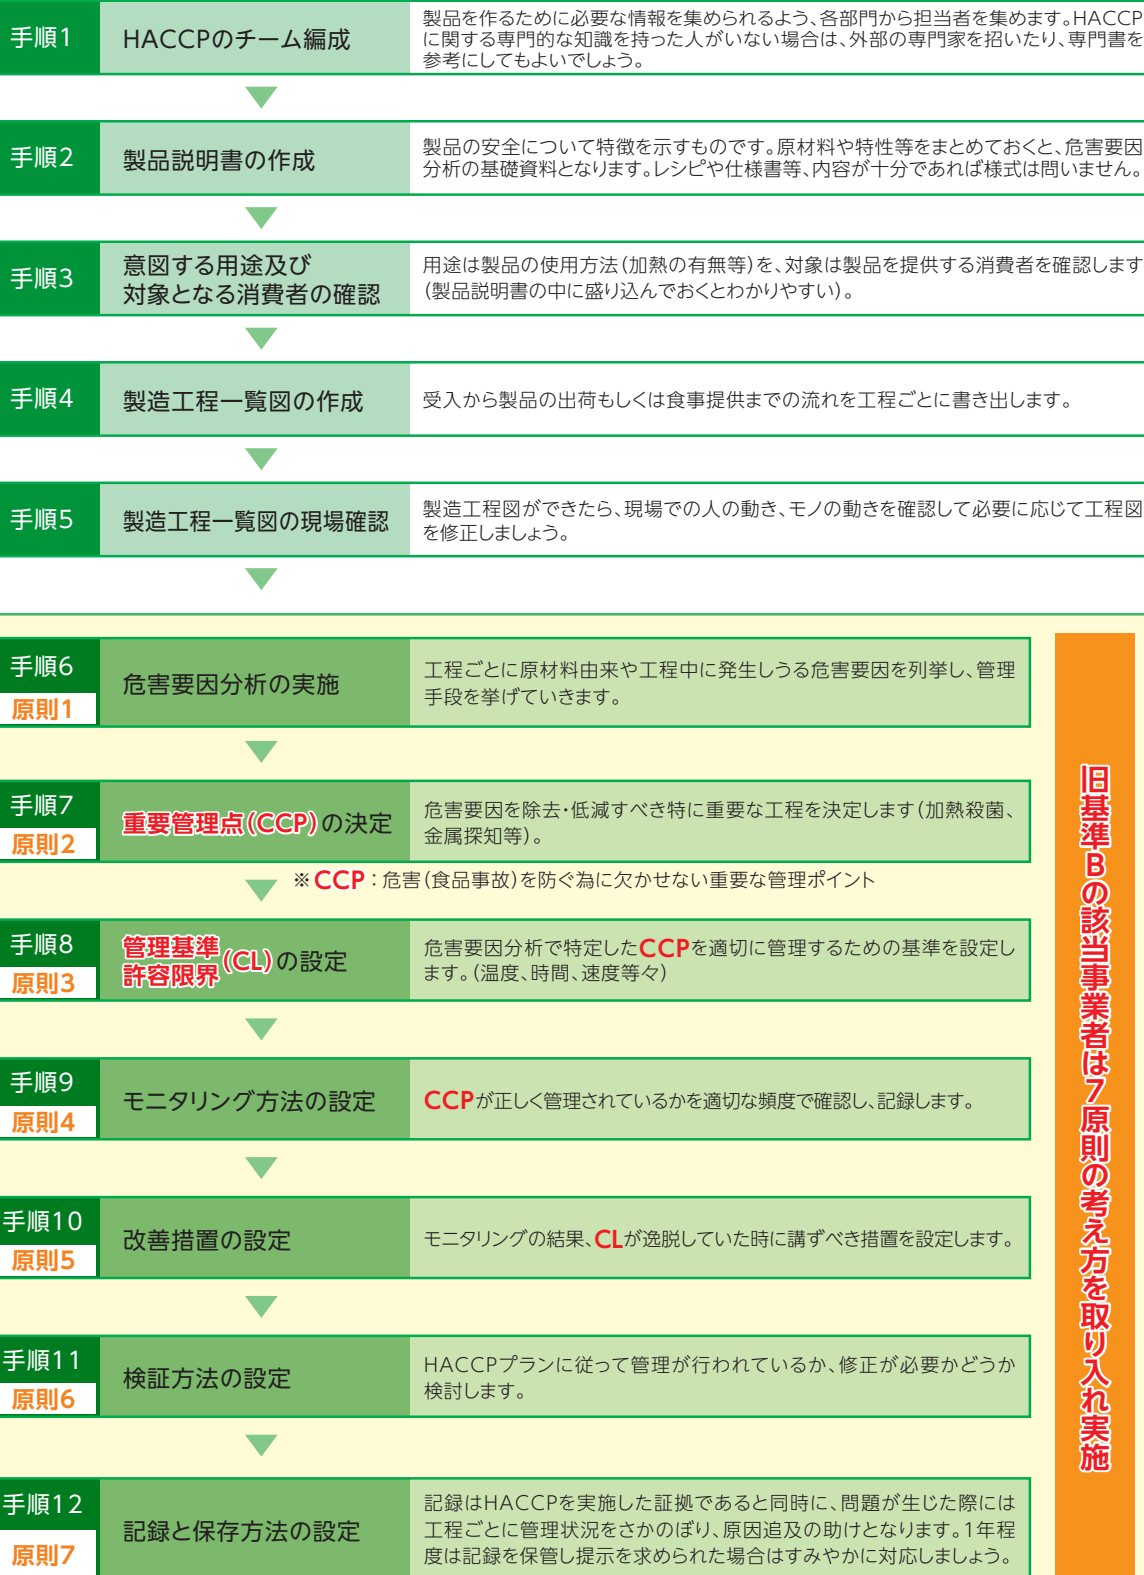 手順1
HACCPのチーム編成
製品を作るために必要な情報を集められるよう、各部門から担当者を集めます。HACCP
に関する専門的な知識を持った人がいない場合は、外部の専門家を招いたり、専門書を
参考にしてもよいでしょう。
手順2
製品説明書の作成
製品の安全について特徴を示すものです。原材料や特性等をまとめておくと、危害要因
分析の基礎資料となります。レシピや仕様書等、内容が十分であれば様式は問いません。
手順3
意図する用途及び
対象となる消費者の確認
用途は製品の使用方法(加熱の有無等)を、対象は製品を提供する消費者を確認します
(製品説明書の中に盛り込んでおくとわかりやすい)。
手順4
製造工程一覧図の作成
受入から製品の出荷もしくは食事提供までの流れを工程ごとに書き出します。
手順5
製造工程一覧図の現場確認
製造工程図ができたら、現場での人の動き、モノの動きを確認して必要に応じて工程図
を修正しましょう。
手順6
原則1
危害要因分析の実施
工程ごとに原材料由来や工程中に発生しうる危害要因を列挙し、管理
手段を挙げていきます。
手順7
原則2
重要管理点(CCP)の決定
危害要因を除去・低減すべき特に重要な工程を決定します(加熱殺菌、
金属探知等)。
※CCP：危害(食品事故)を防ぐ為に欠かせない重要な管理ポイント
手順8
原則3
管理基準
許容限界(CL)の設定
危害要因分析で特定したCCPを適切に管理するための基準を設定し
ます。(温度、時間、速度等々)
手順9
原則4
モニタリング方法の設定
CCPが正しく管理されているかを適切な頻度で確認し、記録します。
手順10
原則5
改善措置の設定
モニタリングの結果、CLが逸脱していた時に講ずべき措置を設定します。
手順11
原則6
検証方法の設定
HACCPプランに従って管理が行われているか、修正が必要かどうか
検討します。
手順12
原則7
記録と保存方法の設定
記録はHACCPを実施した証拠であると同時に、問題が生じた際には
工程ごとに管理状況をさかのぼり、原因追及の助けとなります。1年程
度は記録を保管し提示を求められた場合はすみやかに対応しましょう。
旧基準Bの該当事業者は7原則の考え方を取り入れ実施